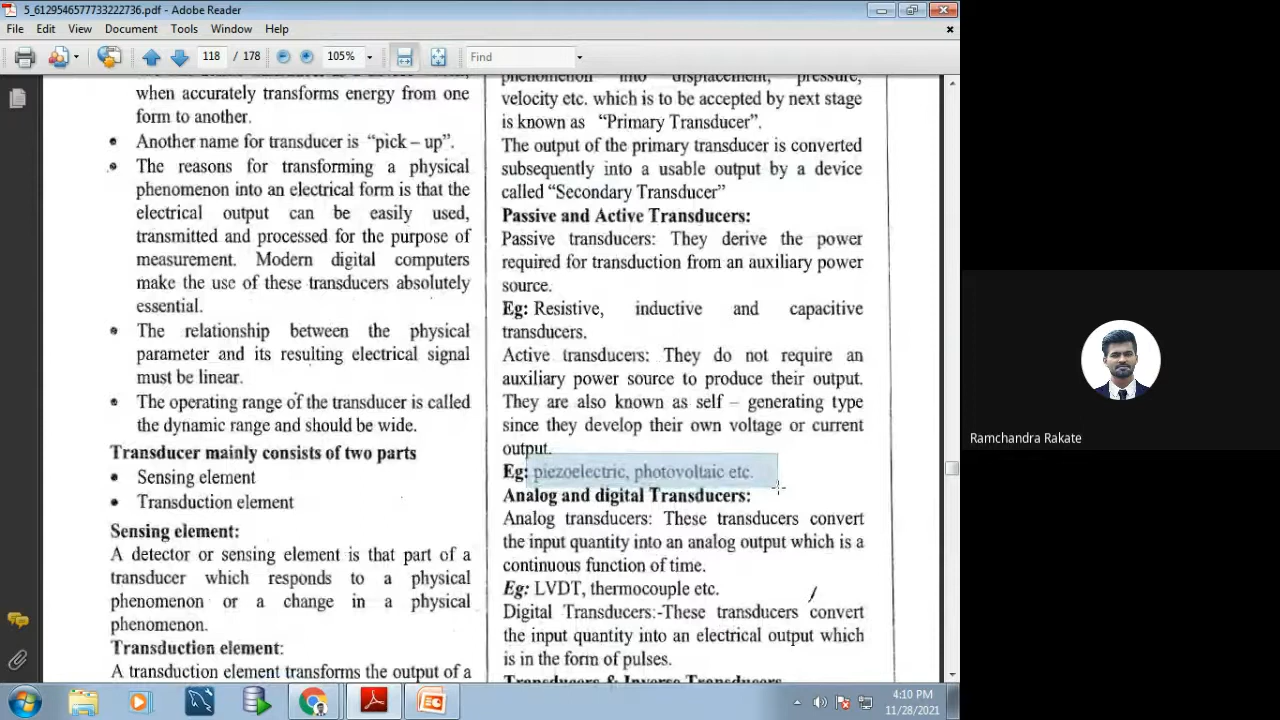 5_6129546577733222736.pdf - Adobe Reader
File Edit View Document Tools Window Help
118 / 178 105% Find
when accurately transforms energy from one
form to another.
Another name for transducer is “pick – up”.
The reasons for transforming a physical
phenomenon into an electrical form is that the
electrical output can be easily used,
transmitted and processed for the purpose of
measurement. Modern digital computers
make the use of these transducers absolutely
essential.
The relationship between the physical
parameter and its resulting electrical signal
must be linear.
The operating range of the transducer is called
the dynamic range and should be wide.
Transducer mainly consists of two parts
Sensing element
Transduction element
Sensing element:
A detector or sensing element is that part of a
transducer which responds to a physical
phenomenon or a change in a physical
phenomenon.
Transduction element:
A transduction element transforms the output of a
phenomenon into displacement, pressure,
velocity etc. which is to be accepted by next stage
is known as “Primary Transducer”.
The output of the primary transducer is converted
subsequently into a usable output by a device
called “Secondary Transducer”
Passive and Active Transducers:
Passive transducers: They derive the power
required for transduction from an auxiliary power
source.
Eg: Resistive, inductive and capacitive
transducers.
Active transducers: They do not require an
auxiliary power source to produce their output.
They are also known as self – generating type
since they develop their own voltage or current
output.
Eg: piezoelectric, photovoltaic etc.
Analog and digital Transducers:
Analog transducers: These transducers convert
the input quantity into an analog output which is a
continuous function of time.
Eg: LVDT, thermocouple etc.
Digital Transducers:-These transducers convert
the input quantity into an electrical output which
is in the form of pulses.
Transducers & Inverse Transducers
Ramchandra Rakate
4:10 PM
11/28/2021